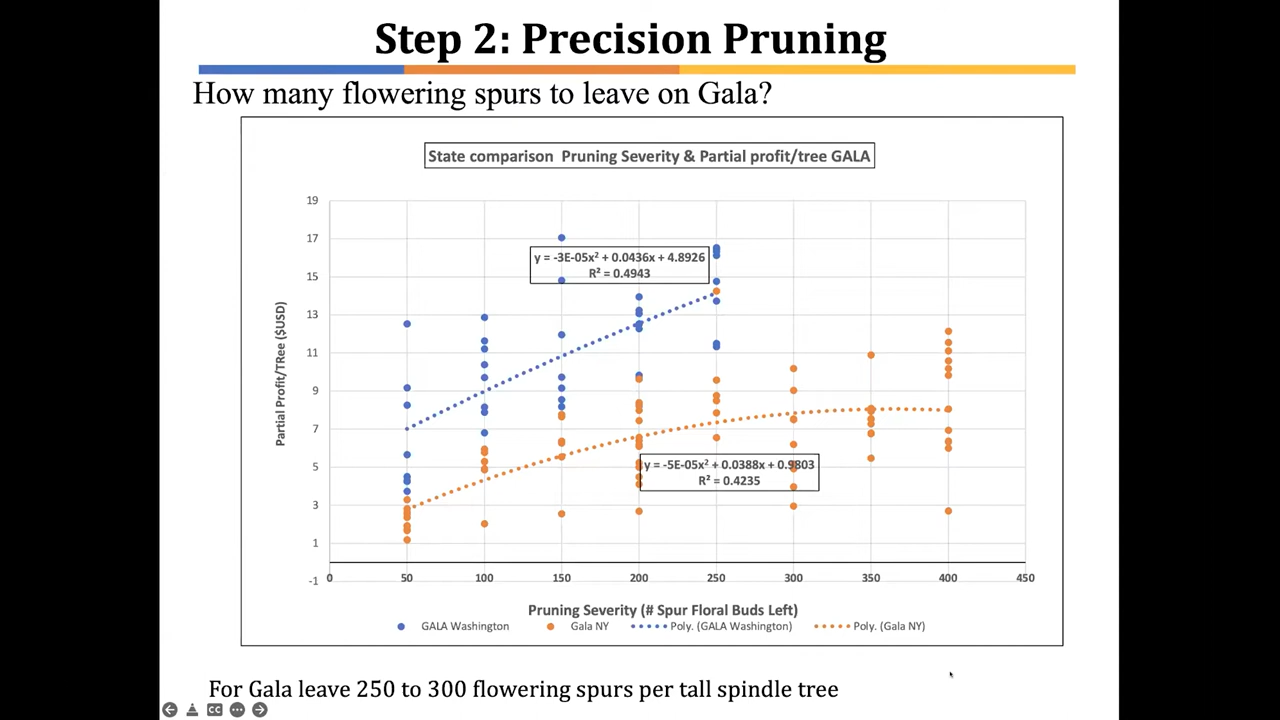 Step 2: Precision Pruning
How many flowering spurs to leave on Gala?
State comparison  Pruning Severity & Partial profit/tree GALA
19
17
15
13
11
9
7
5
3
1
-1
Partial Profit/TRee ($USD)
y = -3E-05x² + 0.0436x + 4.8926
R² = 0.4943
y = -5E-05x² + 0.0388x + 0.9803
R² = 0.4235
0 50 100 150 200 250 300 350 400 450
Pruning Severity (# Spur Floral Buds Left)
GALA Washington Gala NY Poly. (GALA Washington) Poly. (Gala NY)
For Gala leave 250 to 300 flowering spurs per tall spindle tree
CC